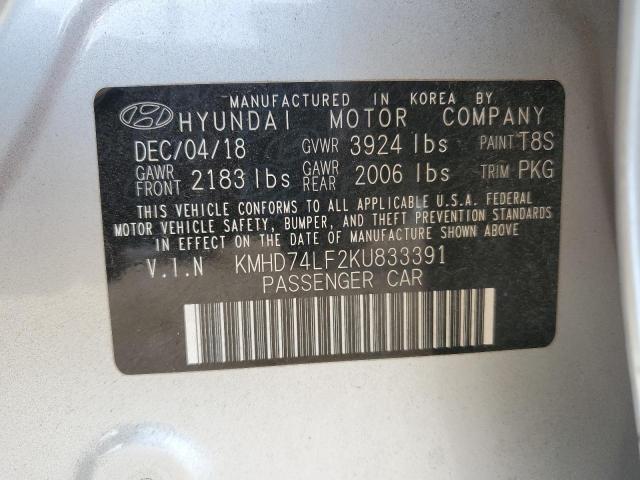 MANUFACTURED IN KOREA BY
HYUNDAI MOTOR COMPANY
DEC/04/18 GVWR 3924 lbs PAINT T8S
GAWR FRONT 2183 lbs GAWR REAR 2006 lbs TRIM PKG
THIS VEHICLE CONFORMS TO ALL APPLICABLE U.S.A. FEDERAL
MOTOR VEHICLE SAFETY, BUMPER, AND THEFT PREVENTION STANDARDS
IN EFFECT ON THE DATE OF MANUFACTURE SHOWN ABOVE
V.I.N KMHD74LF2KU833391
PASSENGER CAR